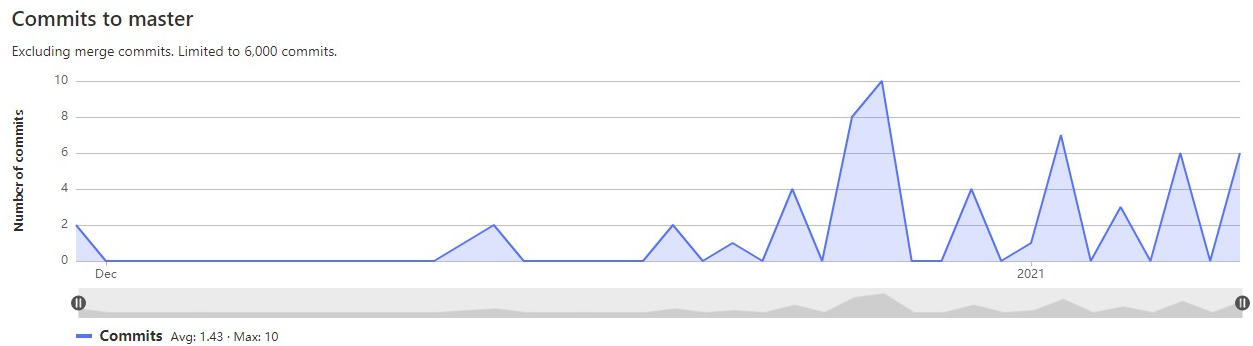 Commits to master
Excluding merge commits. Limited to 6,000 commits.
Number of commits
10
8
6
4
2
0
Dec
2021
Commits Avg: 1.43 · Max: 10